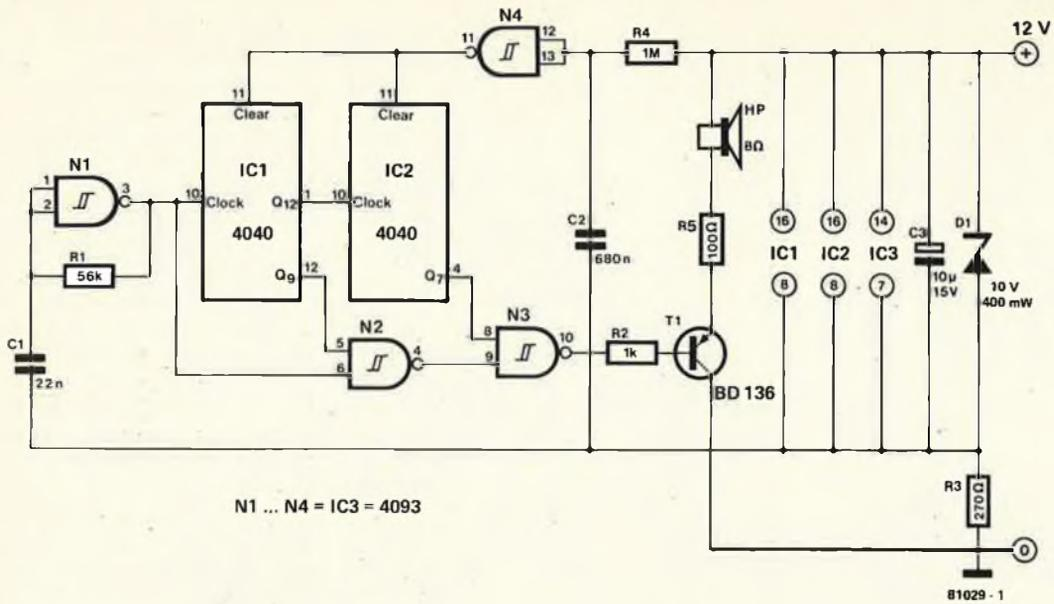 N4
11
12
13
R4
1M
12 V
+
11
Clear
IC1
4040
10
Clock
Q12
1
Q9
12
11
Clear
IC2
4040
10
Clock
Q7
4
N1
1
2
3
R1
56k
C1
22n
N2
5
6
4
N3
8
9
10
R2
1k
T1
BD 136
C2
680n
HP
8Ω
R5
100Ω
16
IC1
8
16
IC2
8
14
IC3
7
C3
10μ
15V
D1
10 V
400 mW
R3
270Ω
0
N1 ... N4 = IC3 = 4093
81029 - 1